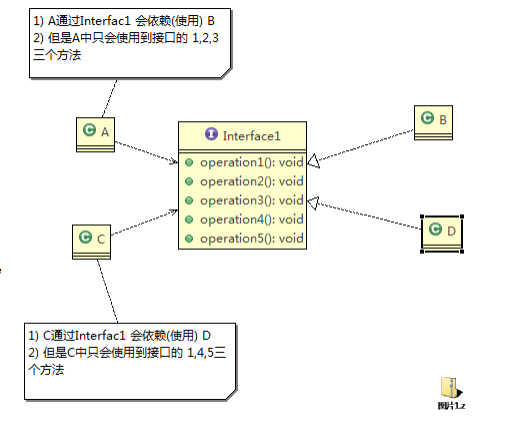 1) A通过Interfac1 会依赖(使用) B
2) 但是A中只会使用到接口的 1,2,3
三个方法
C A
C B
I Interface1
operation1(): void
operation2(): void
operation3(): void
operation4(): void
operation5(): void
C C
C D
1) C通过Interfac1 会依赖(使用) D
2) 但是C中只会使用到接口的 1,4,5三
个方法
图片1.z